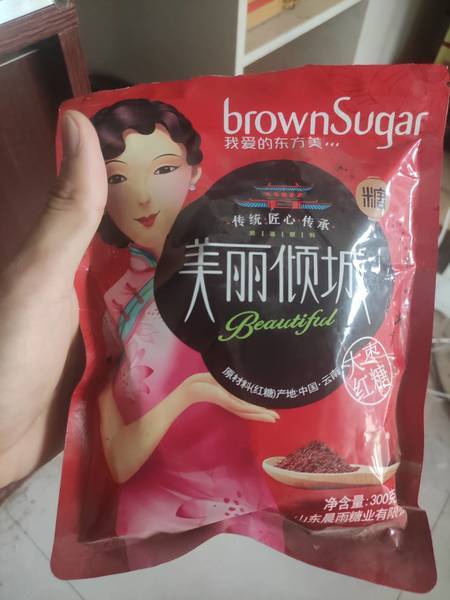 brownSugar
我爱的东方美...
糖
传统·匠心·传承
美丽倾城
Beautiful
原材料(红糖)产地:中国·云南
大枣
红糖
净含量:300克
山东晨雨糖业有限